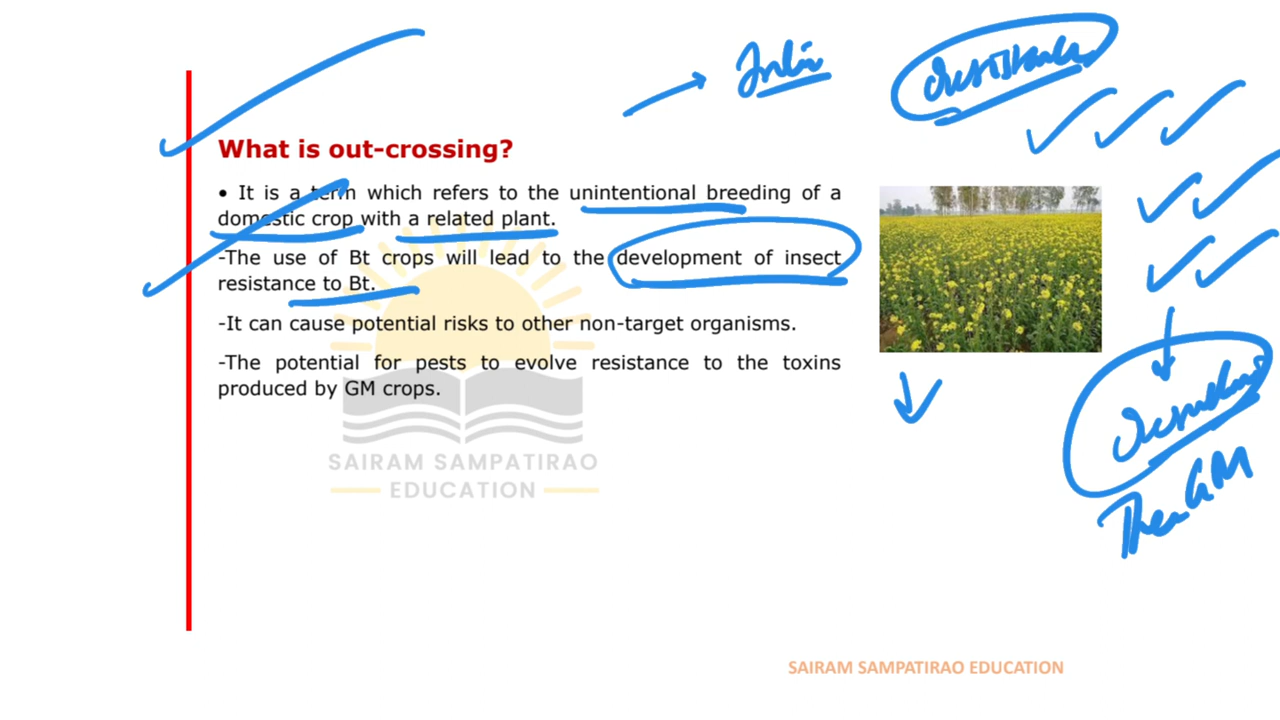 India
resistance
What is out-crossing?
• It is a term which refers to the unintentional breeding of a
domestic crop with a related plant.
-The use of Bt crops will lead to the development of insect
resistance to Bt.
-It can cause potential risks to other non-target organisms.
-The potential for pests to evolve resistance to the toxins
produced by GM crops.
SAIRAM SAMPATIRAO
EDUCATION
GM
SAIRAM SAMPATIRAO EDUCATION